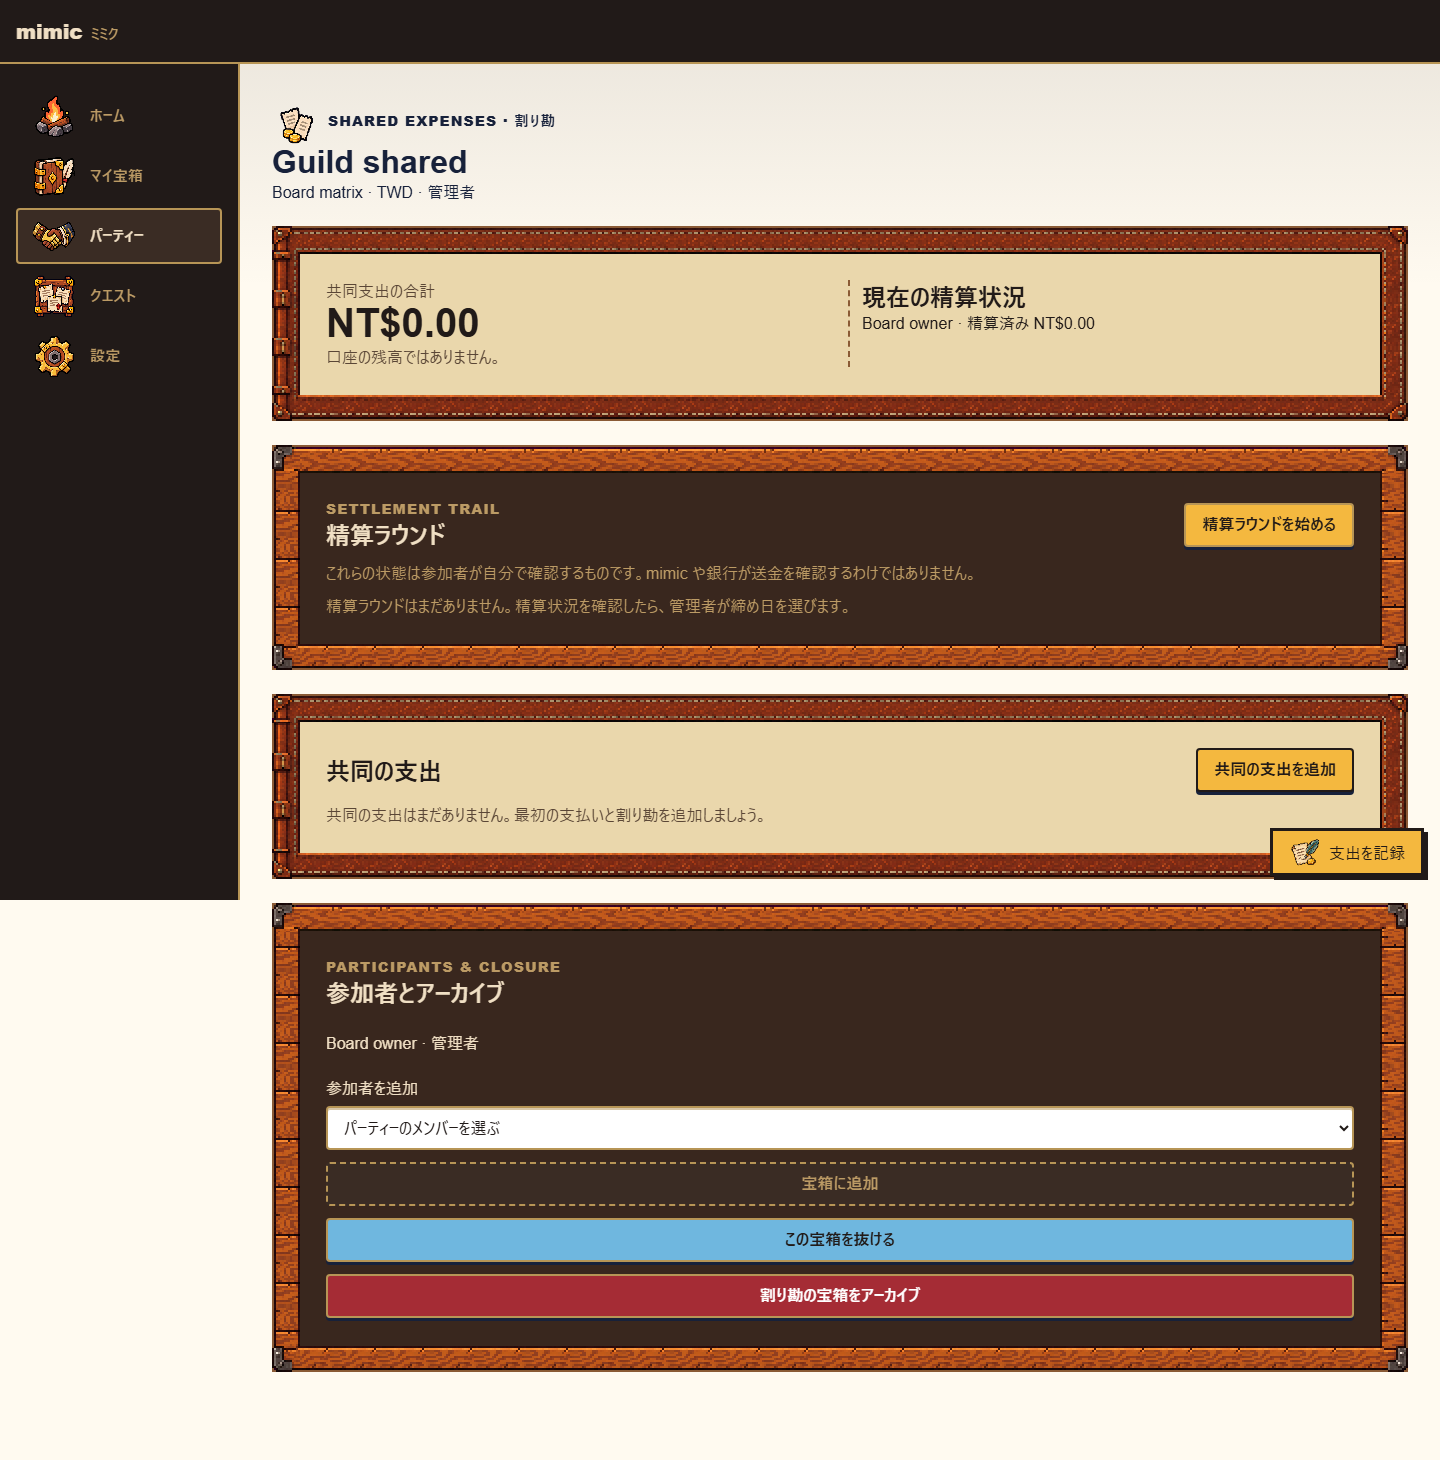 mimic ミミク
ホーム
マイ宝箱
パーティー
クエスト
設定
SHARED EXPENSES · 割り勘
Guild shared
Board matrix · TWD · 管理者
共同支出の合計
NT$0.00
口座の残高ではありません。
現在の精算状況
Board owner · 精算済み NT$0.00
SETTLEMENT TRAIL
精算ラウンド
精算ラウンドを始める
これらの状態は参加者が自分で確認するものです。mimic や銀行が送金を確認するわけではありません。
精算ラウンドはまだありません。精算状況を確認したら、管理者が締め日を選びます。
共同の支出
共同の支出を追加
共同の支出はまだありません。最初の支払いと割り勘を追加しましょう。
支出を記録
PARTICIPANTS & CLOSURE
参加者とアーカイブ
Board owner · 管理者
参加者を追加
パーティーのメンバーを選ぶ
宝箱に追加
この宝箱を抜ける
割り勘の宝箱をアーカイブ